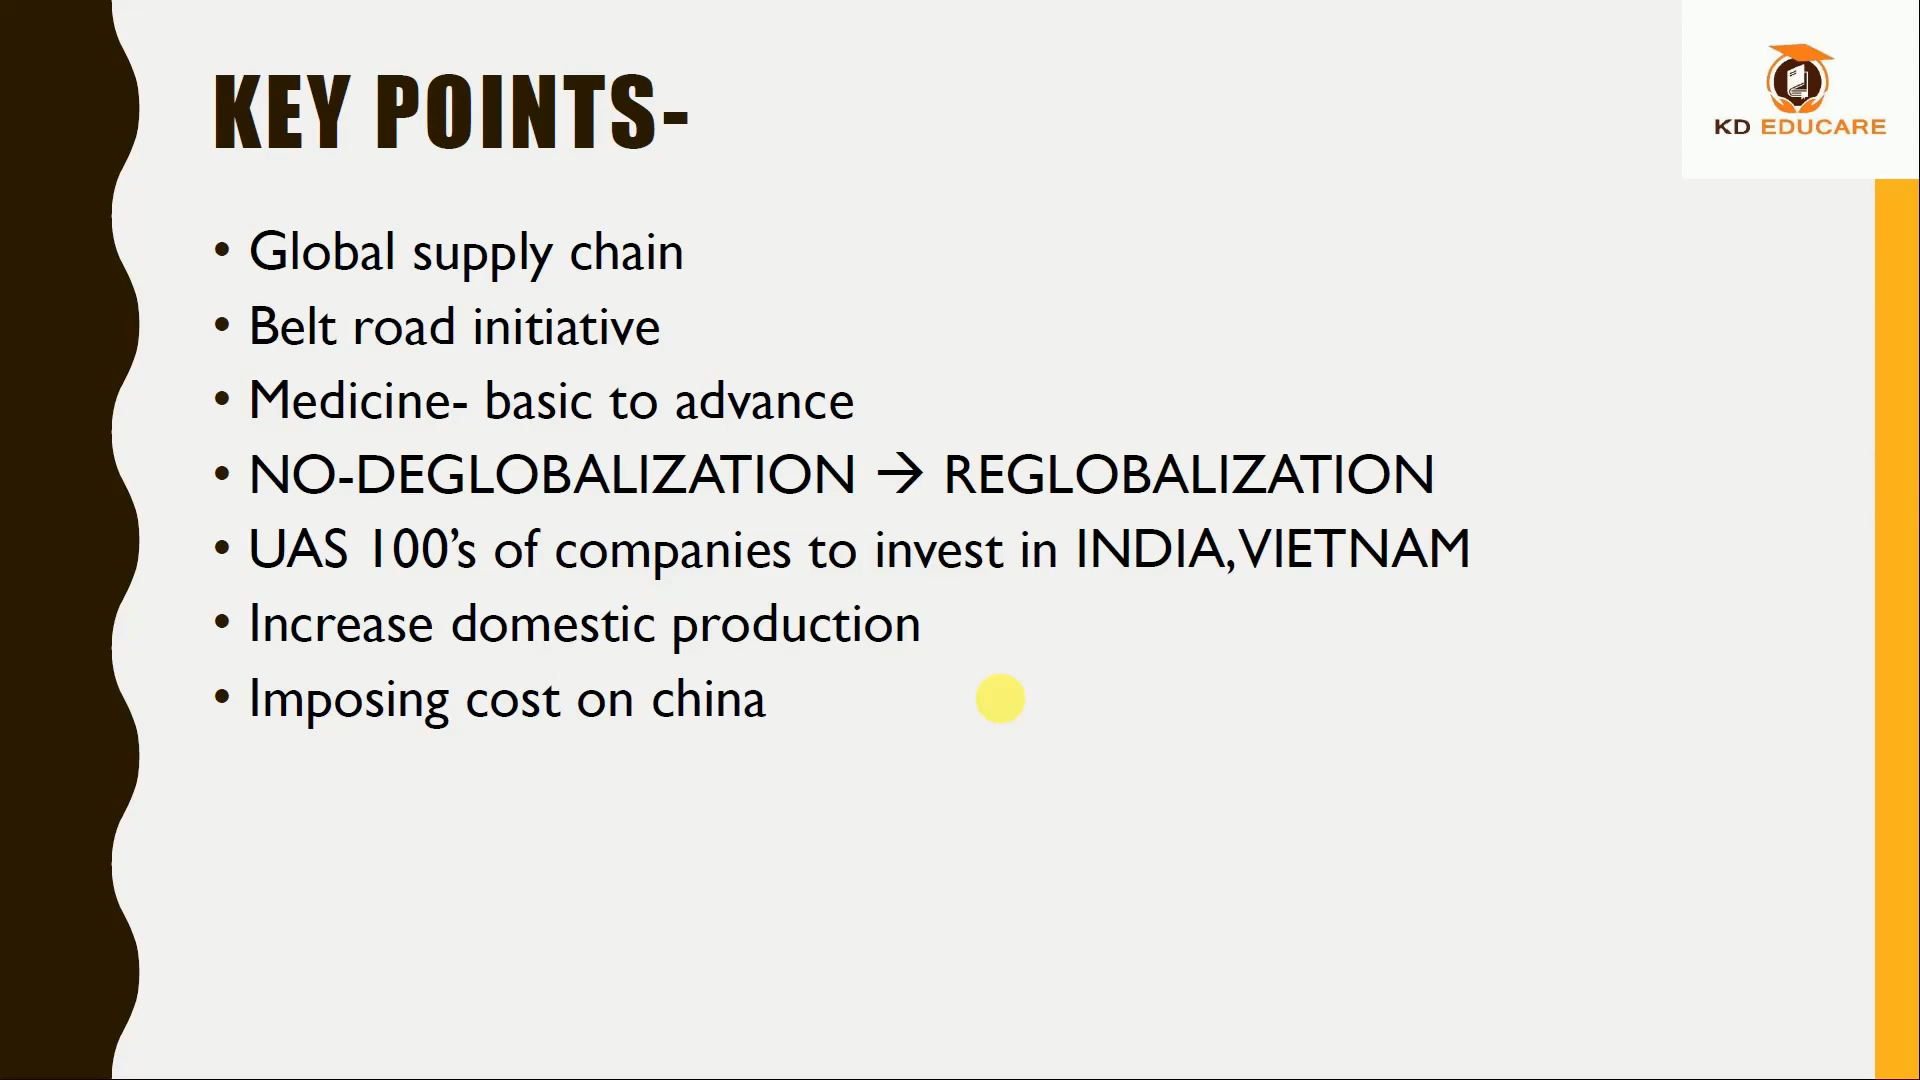 KEY POINTS-
KD EDUCARE
• Global supply chain
• Belt road initiative
• Medicine- basic to advance
• NO-DEGLOBALIZATION → REGLOBALIZATION
• UAS 100’s of companies to invest in INDIA,VIETNAM
• Increase domestic production
• Imposing cost on china